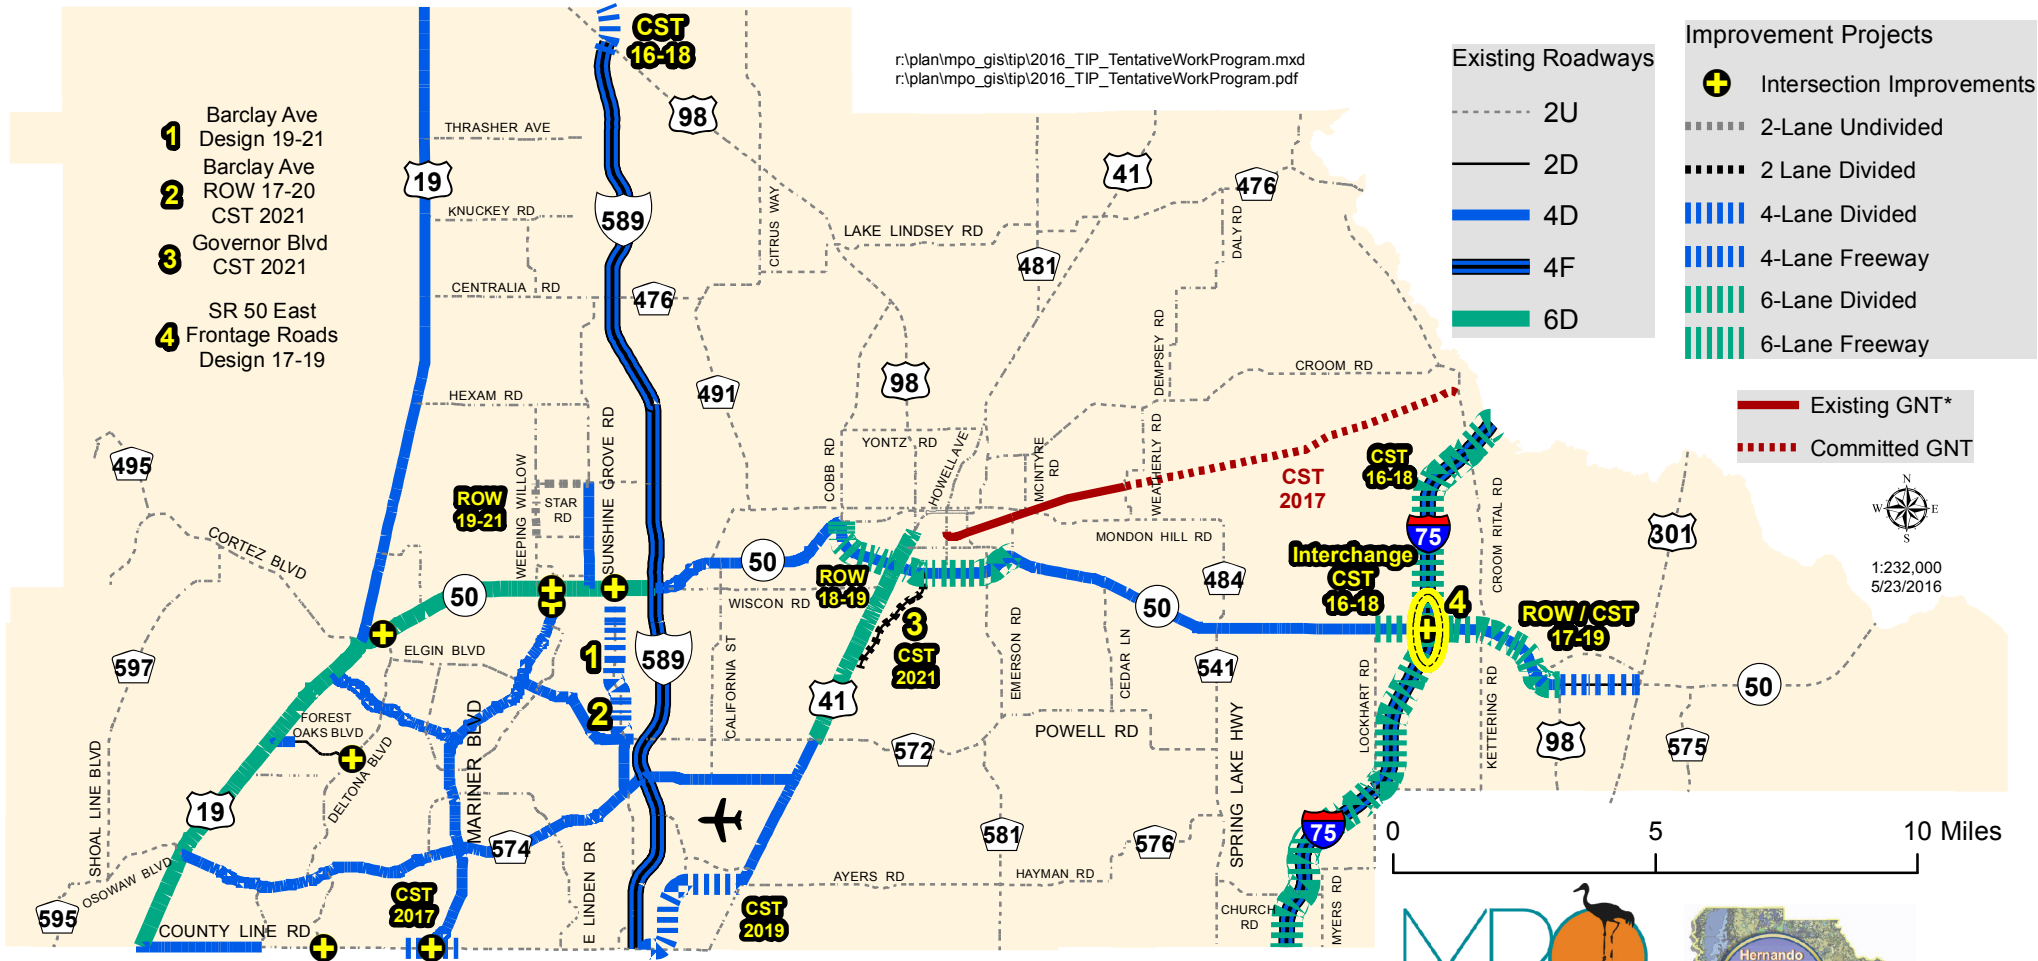 r:\plan\mpo_gis\tip\2016_TIP_TentativeWorkProgram.mxd
r:\plan\mpo_gis\tip\2016_TIP_TentativeWorkProgram.pdf
1
Barclay Ave
Design 19-21
2
Barclay Ave
ROW 17-20
CST 2021
3
Governor Blvd
CST 2021
4
SR 50 East
Frontage Roads
Design 17-19
Existing Roadways
2U
2D
4D
4F
6D
Improvement Projects
Intersection Improvements
2-Lane Undivided
2 Lane Divided
4-Lane Divided
4-Lane Freeway
6-Lane Divided
6-Lane Freeway
Existing GNT*
Committed GNT
N
W E
S
1:232,000
5/23/2016
CST
16-18
98
THRASHER AVE
19
KNUCKEY RD
589
CITRUS WAY
41
476
DALY RD
LAKE LINDSEY RD
481
CENTRALIA RD
476
HEXAM RD
491
98
DEMPSEY RD
CROOM RD
495
WEEPING WILLOW
STAR
RD
SUNSHINE GROVE RD
ROW
19-21
COBB RD
YONTZ RD
HOWELL AVE
MCINTYRE
RD
WEATHERLY RD
CST
2017
CST
16-18
75
CROOM RITAL RD
301
CORTEZ BLVD
50
50
WISCON RD
ROW
18-19
MONDON HILL RD
484
Interchange
CST
16-18
4
ROW / CST
17-19
50
597
ELGIN BLVD
1
589
CALIFORNIA ST
3
CST
2021
EMERSON RD
CEDAR LN
541
LOCKHART RD
KETTERING RD
50
2
41
FOREST
OAKS BLVD
DELTONA BLVD
MARINER BLVD
POWELL RD
572
98
575
SHOAL LINE BLVD
19
574
581
576
SPRING LAKE HWY
75
0 5 10 Miles
OSOWAW BLVD
595
CST
2017
E LINDEN DR
AYERS RD
HAYMAN RD
CST
2019
CHURCH
RD
MYERS RD
COUNTY LINE RD
MPO
Hernando